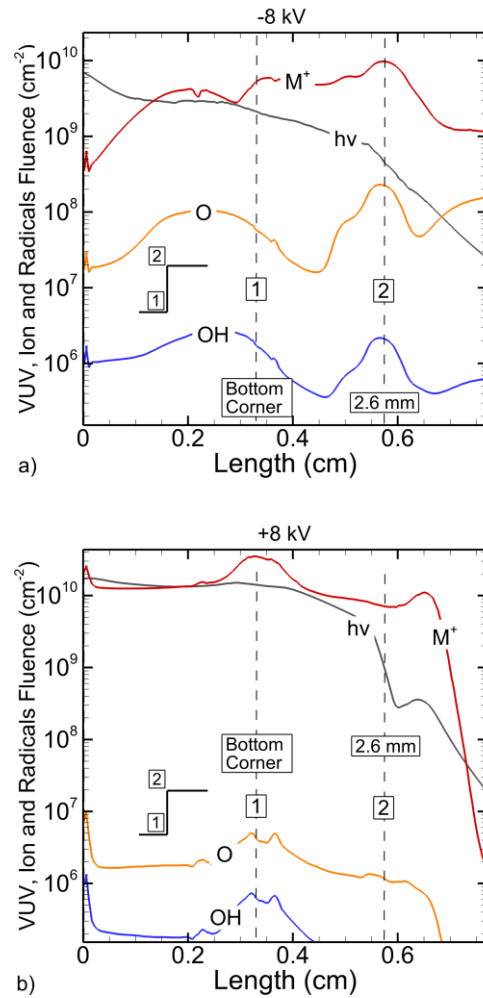 -8 kV
VUV, Ion and Radicals Fluence (cm⁻²)
10¹⁰
10⁹
10⁸
10⁷
10⁶
M⁺
hv
O
2
1
1
2
OH
Bottom
Corner
2.6 mm
0
0.2
0.4
0.6
a)
Length (cm)
+8 kV
VUV, Ion and Radicals Fluence (cm⁻²)
10¹⁰
10⁹
10⁸
10⁷
10⁶
hv
M⁺
Bottom
Corner
2.6 mm
2
1
1
2
O
OH
0
0.2
0.4
0.6
b)
Length (cm)